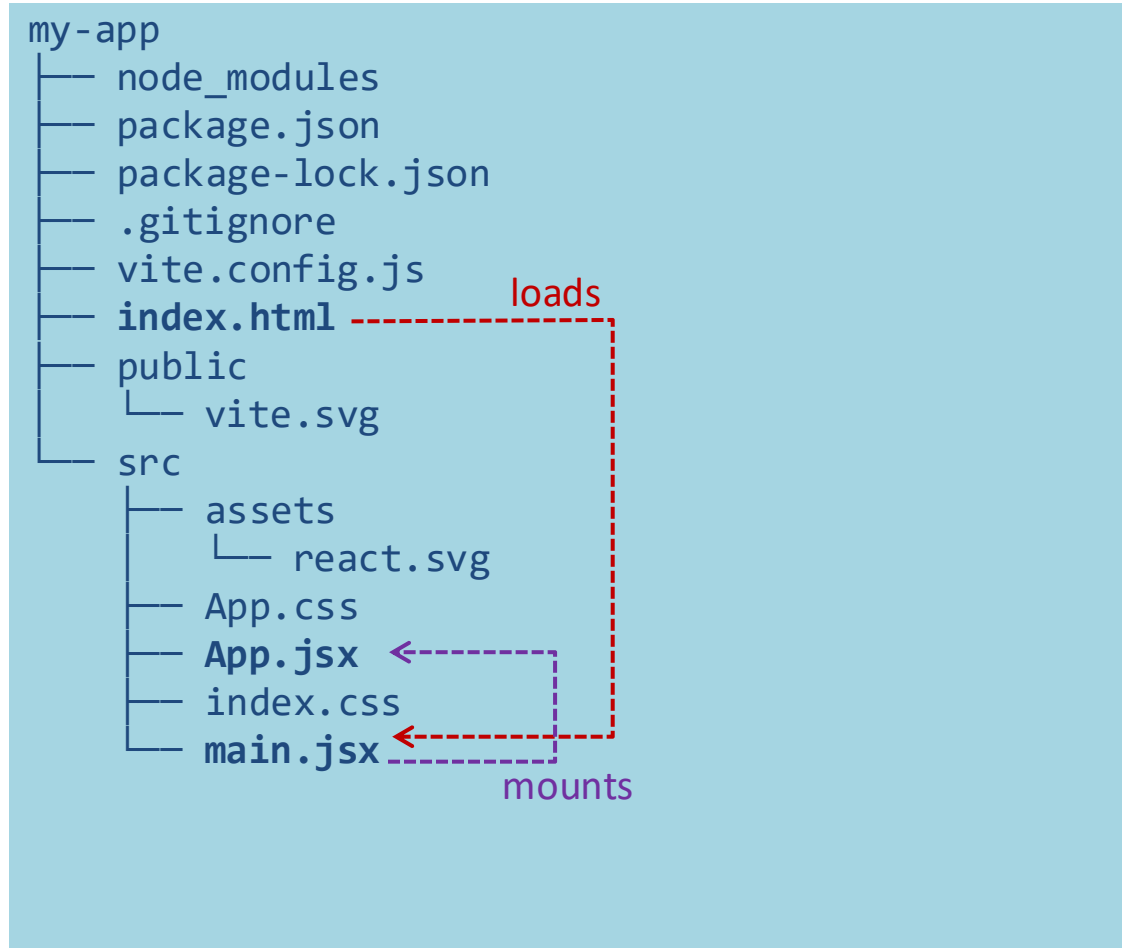 my-app
├── node_modules
├── package.json
├── package-lock.json
├── .gitignore
├── vite.config.js
loads
├── index.html
├── public
│   └── vite.svg
└── src
    ├── assets
    │   └── react.svg
    ├── App.css
    ├── App.jsx
    ├── index.css
    └── main.jsx
mounts